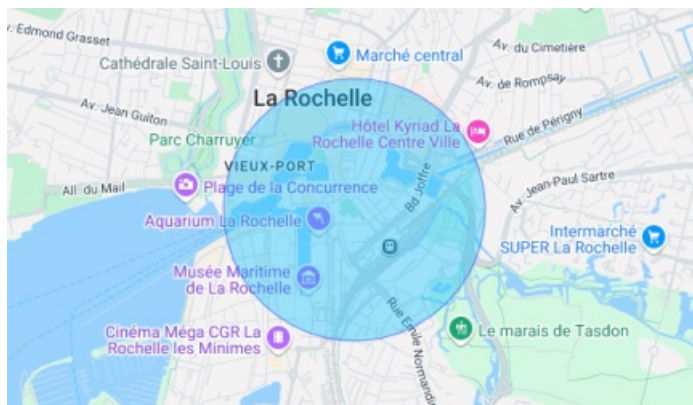 . Edmond Grasset
Cathédrale Saint-Louis
Marché central
Av. du Cimetière
Av. de Rompsay
Av. Jean Guiton
La Rochelle
Parc Charruyer
Hôtel Kyriad La
Rochelle Centre Ville
Rue de Périgny
VIEUX-PORT
All. du Mail
Plage de la Concurrence
Bd Joffre
Av. Jean-Paul Sartre
Aquarium La Rochelle
Intermarché
SUPER La Rochelle
Musée Maritime
de La Rochelle
Rue Emile Normandi
Cinéma Méga CGR La
Rochelle les Minimes
Le marais de Tasdon